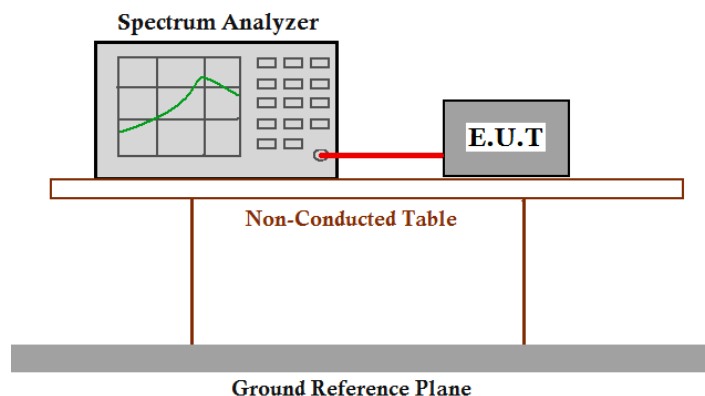 Spectrum Analyzer
E.U.T
Non-Conducted Table
Ground Reference Plane